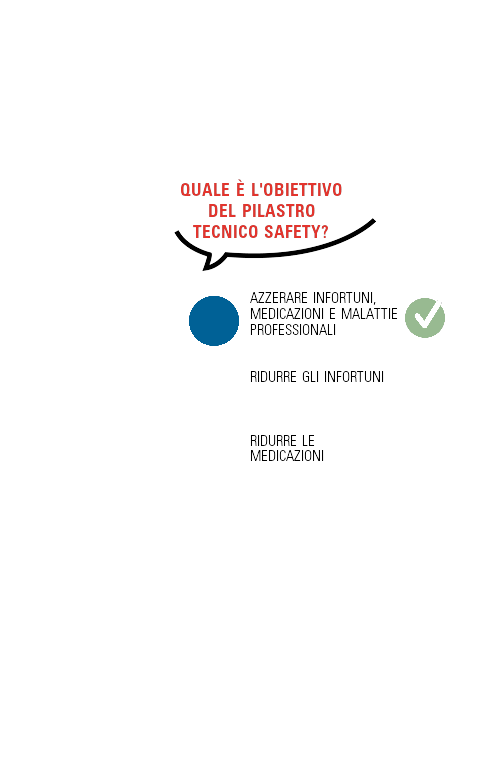 QUALE È L'OBIETTIVO
DEL PILASTRO
TECNICO SAFETY?
AZZERARE INFORTUNI,
MEDICAZIONI E MALATTIE
PROFESSIONALI
RIDURRE GLI INFORTUNI
RIDURRE LE
MEDICAZIONI